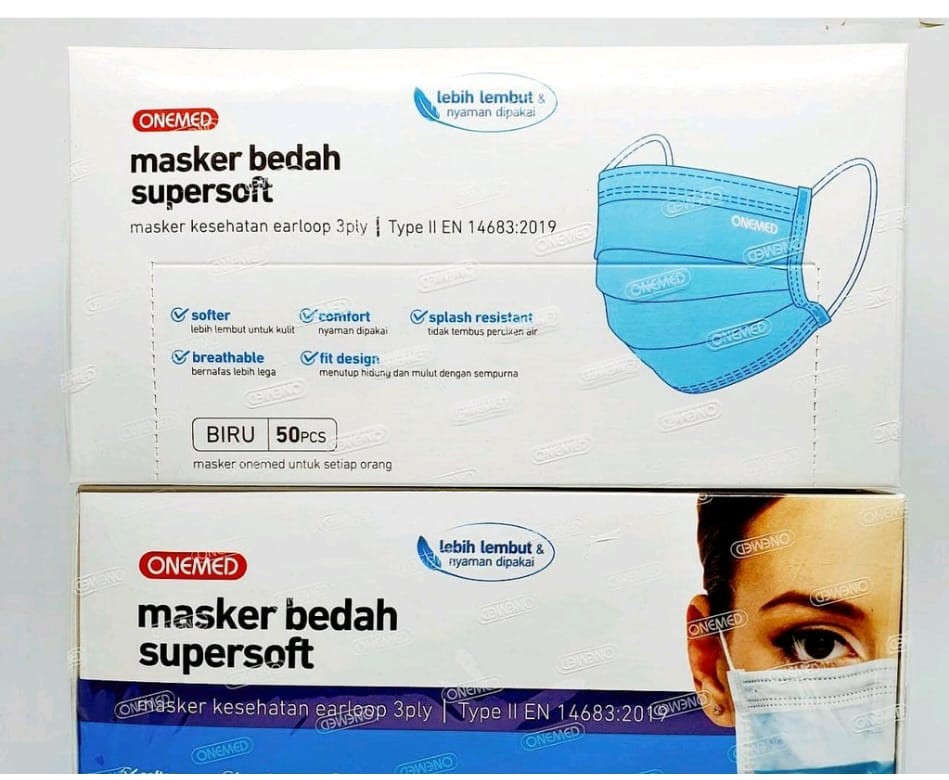 lebih lembut &
nyaman dipakai
ONEMED
masker bedah
supersoft
masker kesehatan earloop 3ply | Type II EN 14683:2019
ONEMED
softer
lebih lembut untuk kulit
comfort
nyaman dipakai
splash resistant
tidak tembus percikan air
breathable
bernafas lebih lega
fit design
menutup hidung dan mulut dengan sempurna
BIRU 50PCS
masker onemed untuk setiap orang
lebih lembut &
nyaman dipakai
ONEMED
masker bedah
supersoft
masker kesehatan earloop 3ply | Type II EN 14683:2019